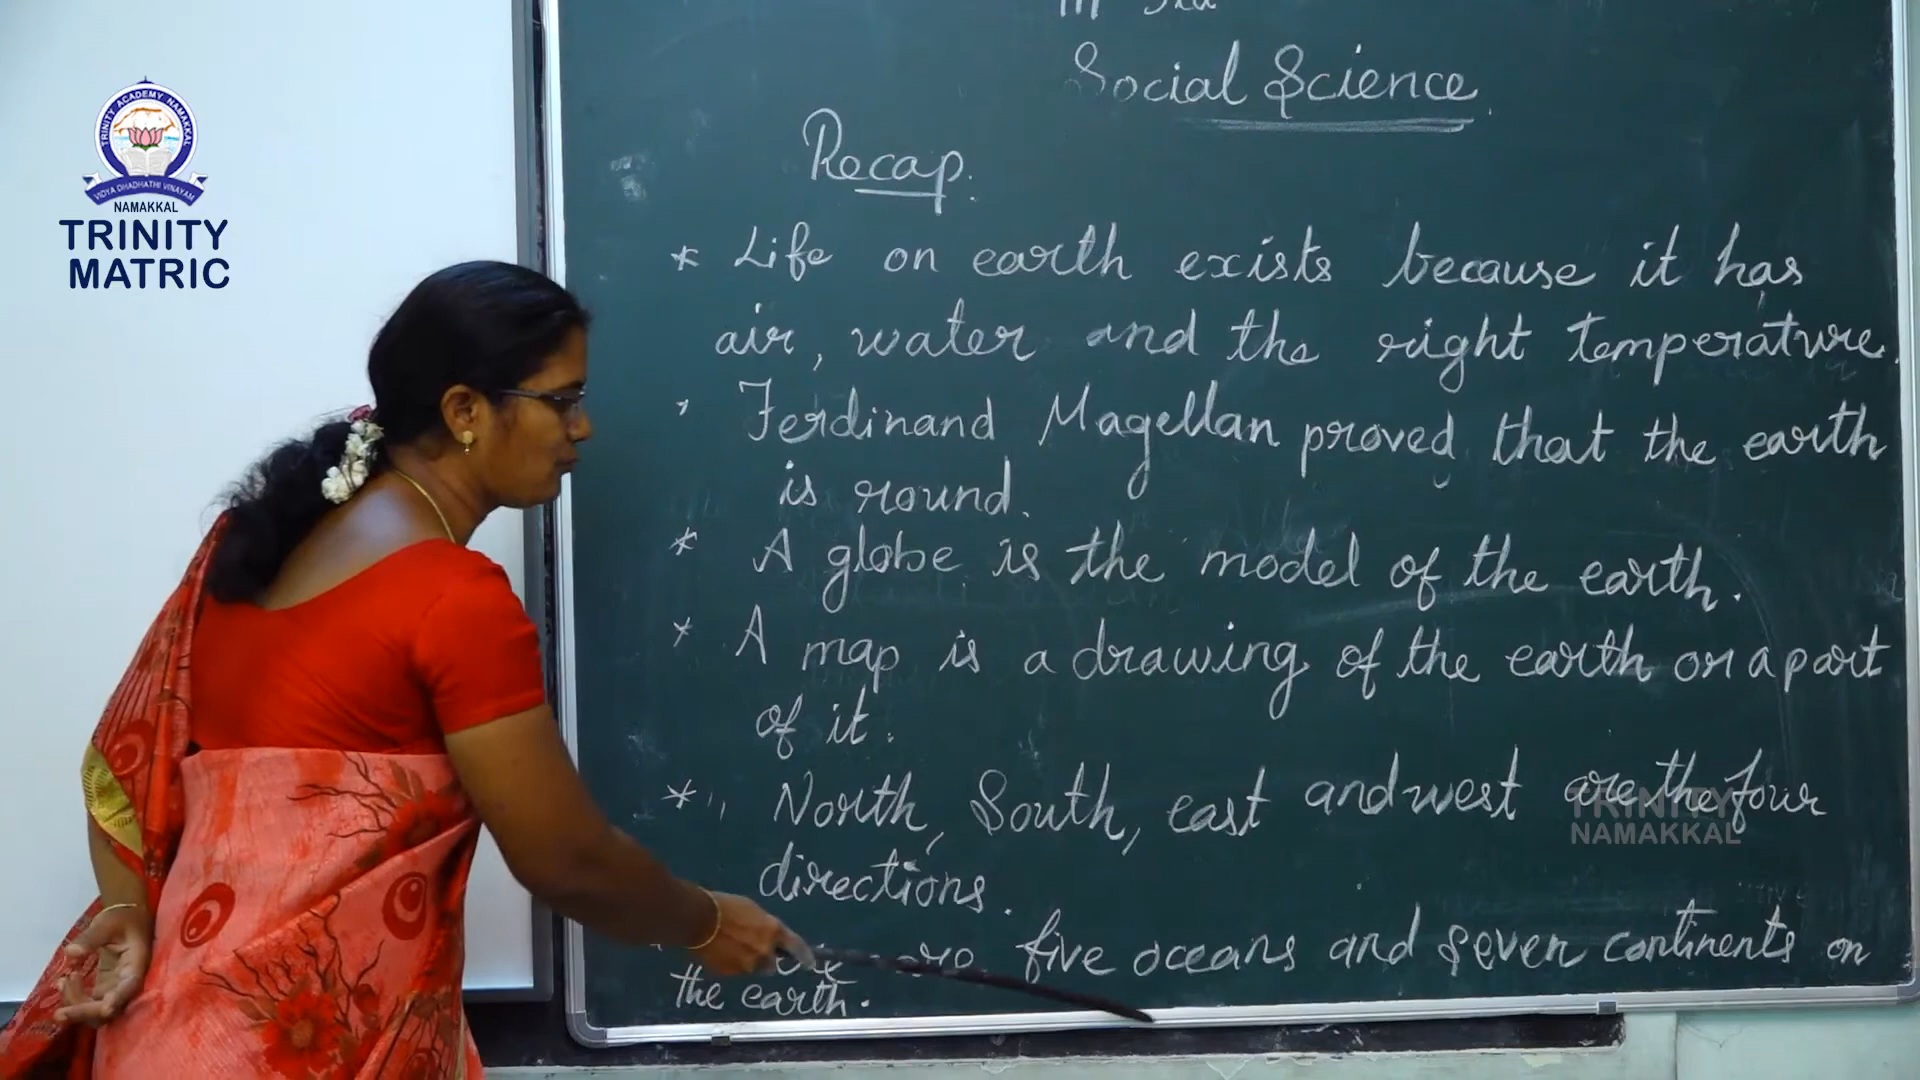 TRINITY ACADEMY NAMAKKAL
VIDYA DHADHATHI VINAYAM
NAMAKKAL
TRINITY
MATRIC
III Std
Social Science
Recap.
* Life on earth exists because it has
air, water and the right temperature.
Ferdinand Magellan proved that the earth
is round.
* A globe is the model of the earth.
* A map is a drawing of the earth or a part
of it.
* North, South, east and west are the four
directions.
are five oceans and seven continents on
the earth.
TRINITY
NAMAKKAL